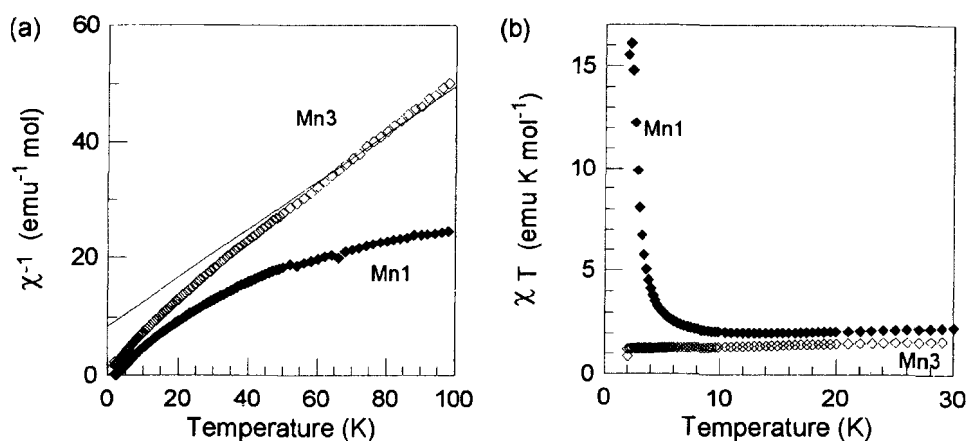 (a)
60
40
20
0
χ⁻¹ (emu⁻¹ mol)
Mn3
Mn1
0 20 40 60 80 100
Temperature (K)
(b)
15
10
5
0
χ T (emu K mol⁻¹)
Mn1
Mn3
0 10 20 30
Temperature (K)